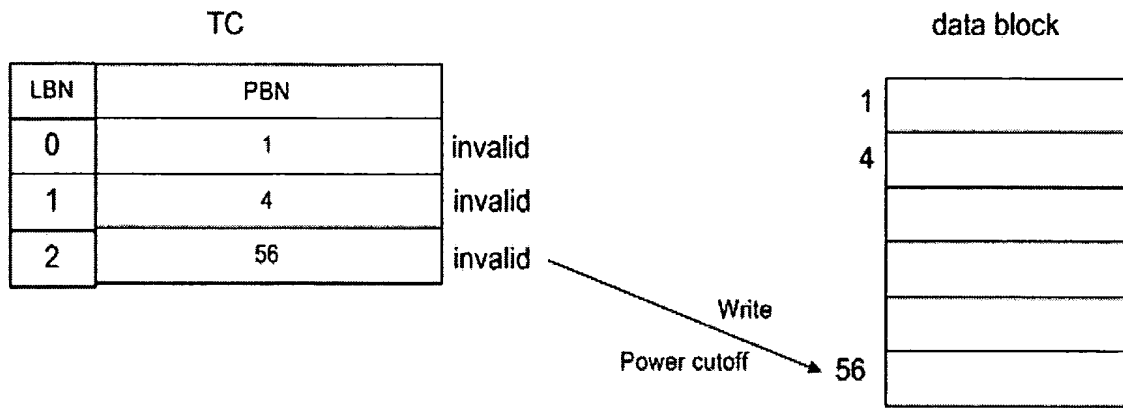 TC
data block
LBN PBN
0 1 invalid
1 4 invalid
2 56 invalid
1
4
Write
Power cutoff
56